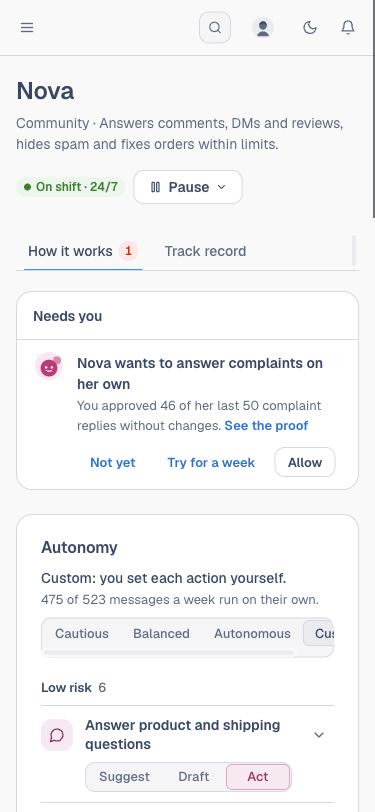 Nova
Community · Answers comments, DMs and reviews,
hides spam and fixes orders within limits.
On shift · 24/7
Pause
How it works 1
Track record
Needs you
Nova wants to answer complaints on
her own
You approved 46 of her last 50 complaint
replies without changes. See the proof
Not yet
Try for a week
Allow
Autonomy
Custom: you set each action yourself.
475 of 523 messages a week run on their own.
Cautious
Balanced
Autonomous
Low risk 6
Answer product and shipping
questions
Suggest
Draft
Act